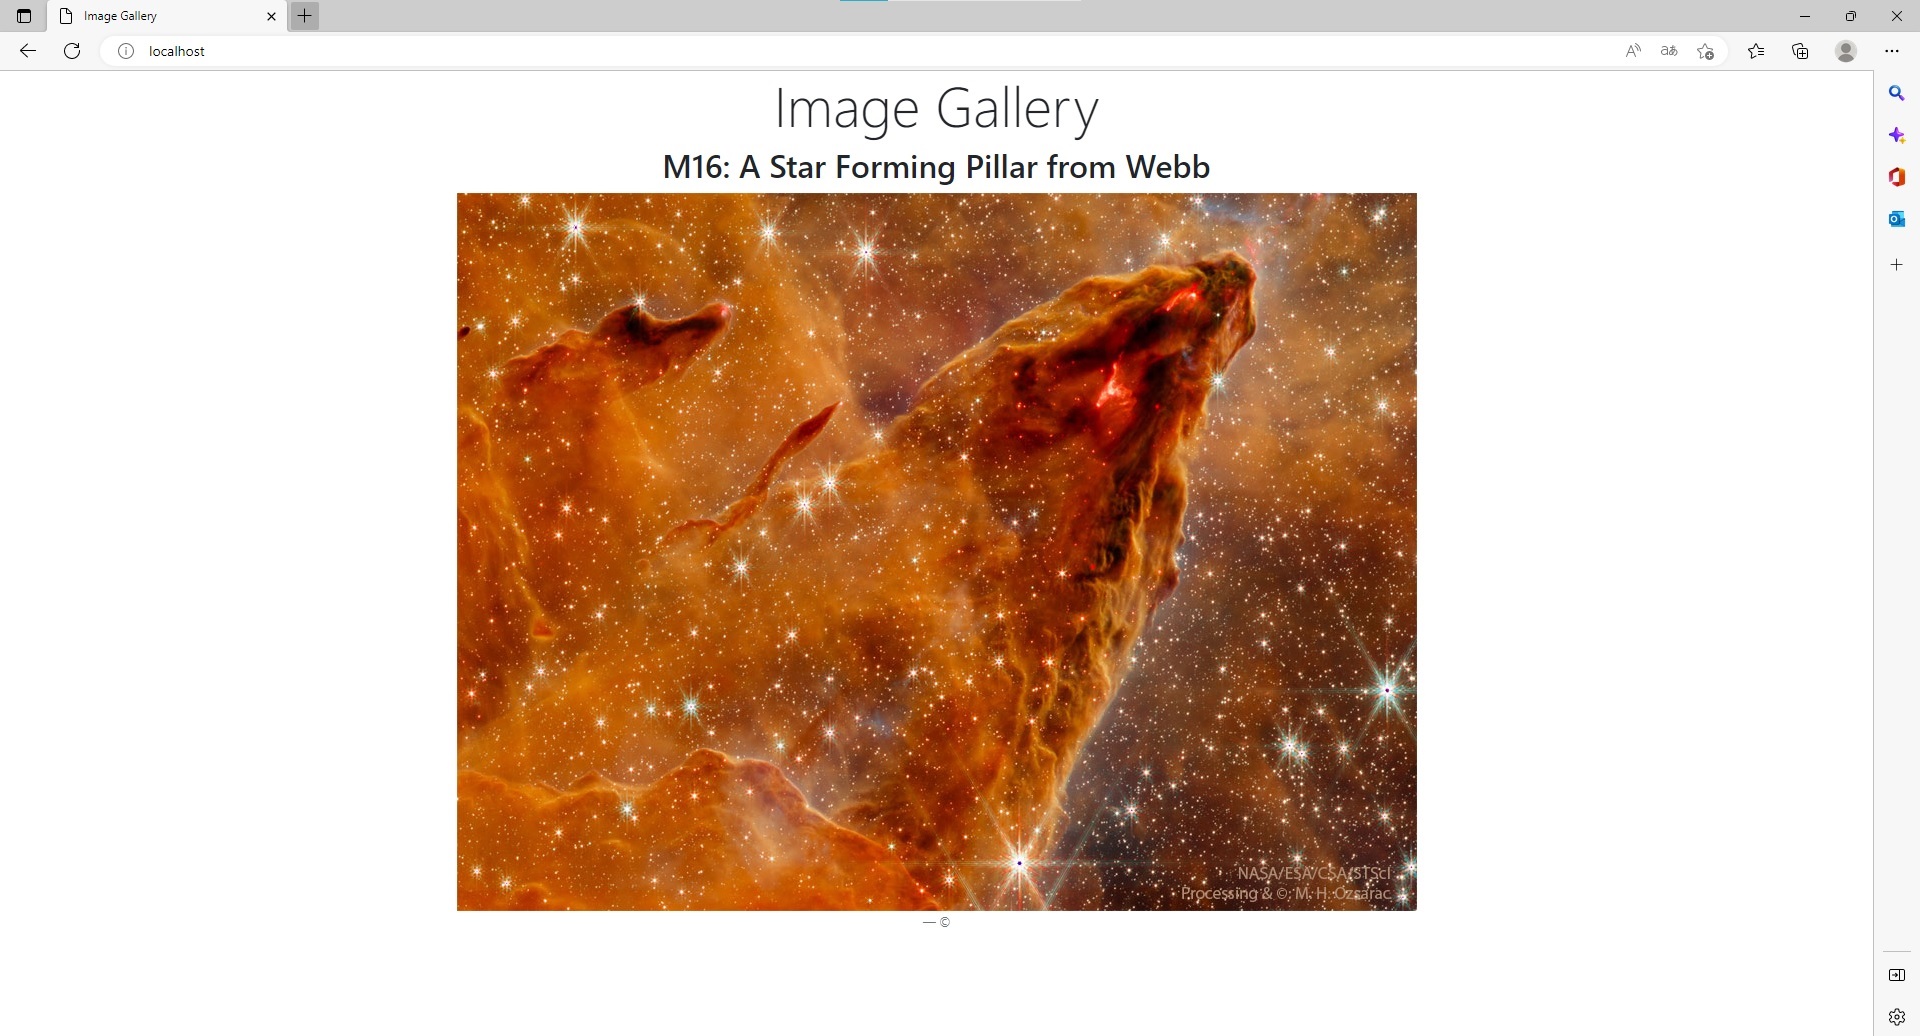 Image Gallery
localhost
Image Gallery
M16: A Star Forming Pillar from Webb
NASA/ESA/CSA/STScI
Processing & ©: M. H. Ozsarac
— ©